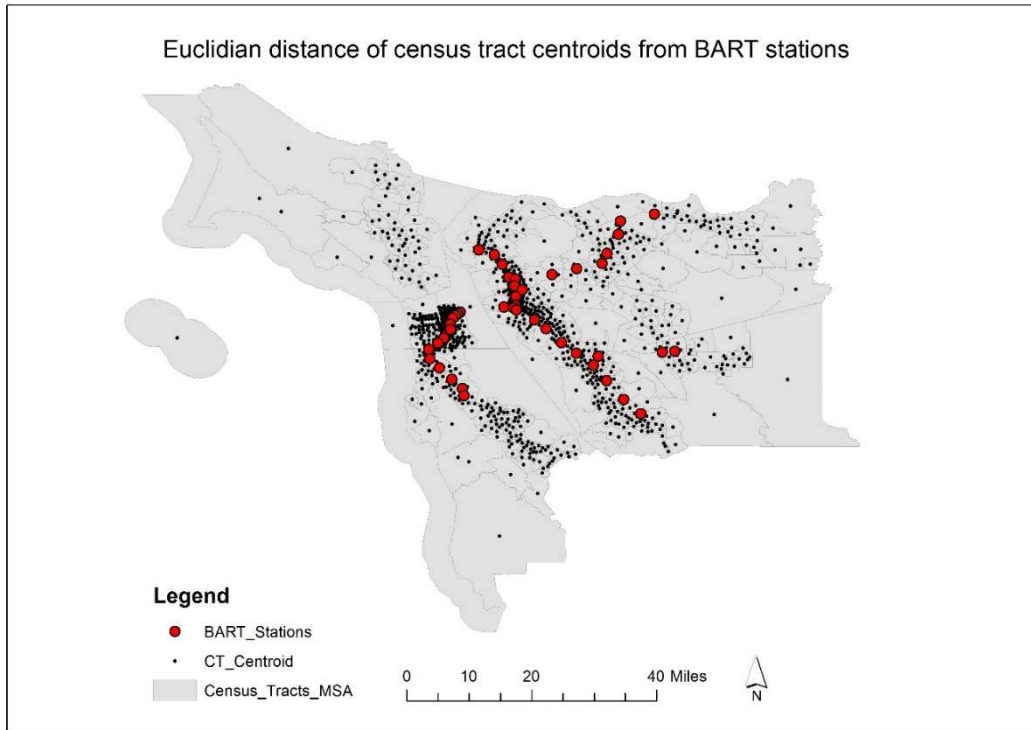 Euclidian distance of census tract centroids from BART stations
Legend
BART_Stations
CT_Centroid
Census_Tracts_MSA
0 10 20 40 Miles
N